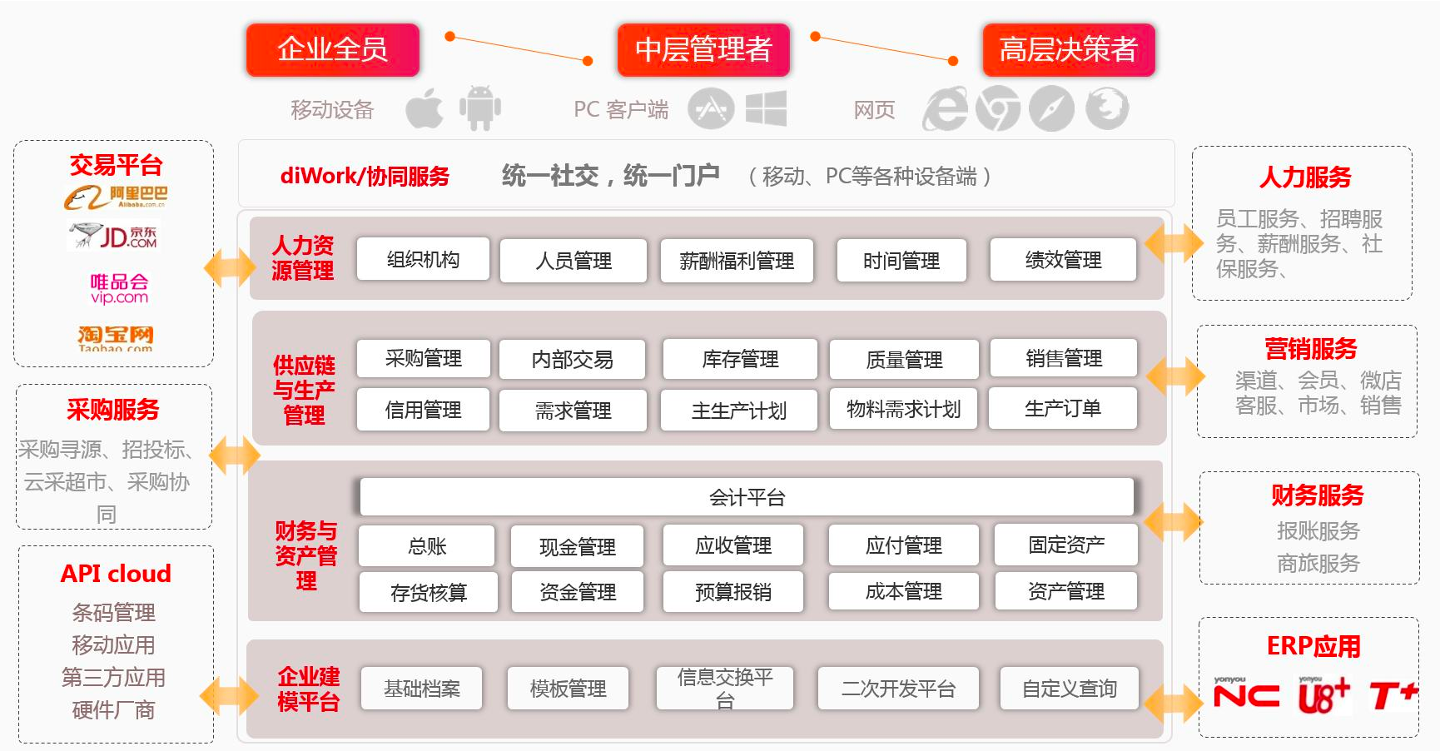 企业全员
中层管理者
高层决策者
移动设备
PC 客户端
网页
交易平台
阿里巴巴
Alibaba.com.cn
JD京东
.COM
唯品会
vip.com
淘宝网
Taobao.com
采购服务
采购寻源、招投标、
云采超市、采购协
同
API cloud
条码管理
移动应用
第三方应用
硬件厂商
diWork/协同服务 统一社交，统一门户 （移动、PC等各种设备端）
人力资
源管理
组织机构
人员管理
薪酬福利管理
时间管理
绩效管理
供应链
与生产
管理
采购管理
内部交易
库存管理
质量管理
销售管理
信用管理
需求管理
主生产计划
物料需求计划
生产订单
财务与
资产管
理
会计平台
总账
现金管理
应收管理
应付管理
固定资产
存货核算
资金管理
预算报销
成本管理
资产管理
企业建
模平台
基础档案
模板管理
信息交换平
台
二次开发平台
自定义查询
人力服务
员工服务、招聘服
务、薪酬服务、社
保服务、
营销服务
渠道、会员、微店
客服、市场、销售
财务服务
报账服务
商旅服务
ERP应用
yonyou
NC
yonyou
U8+
T+